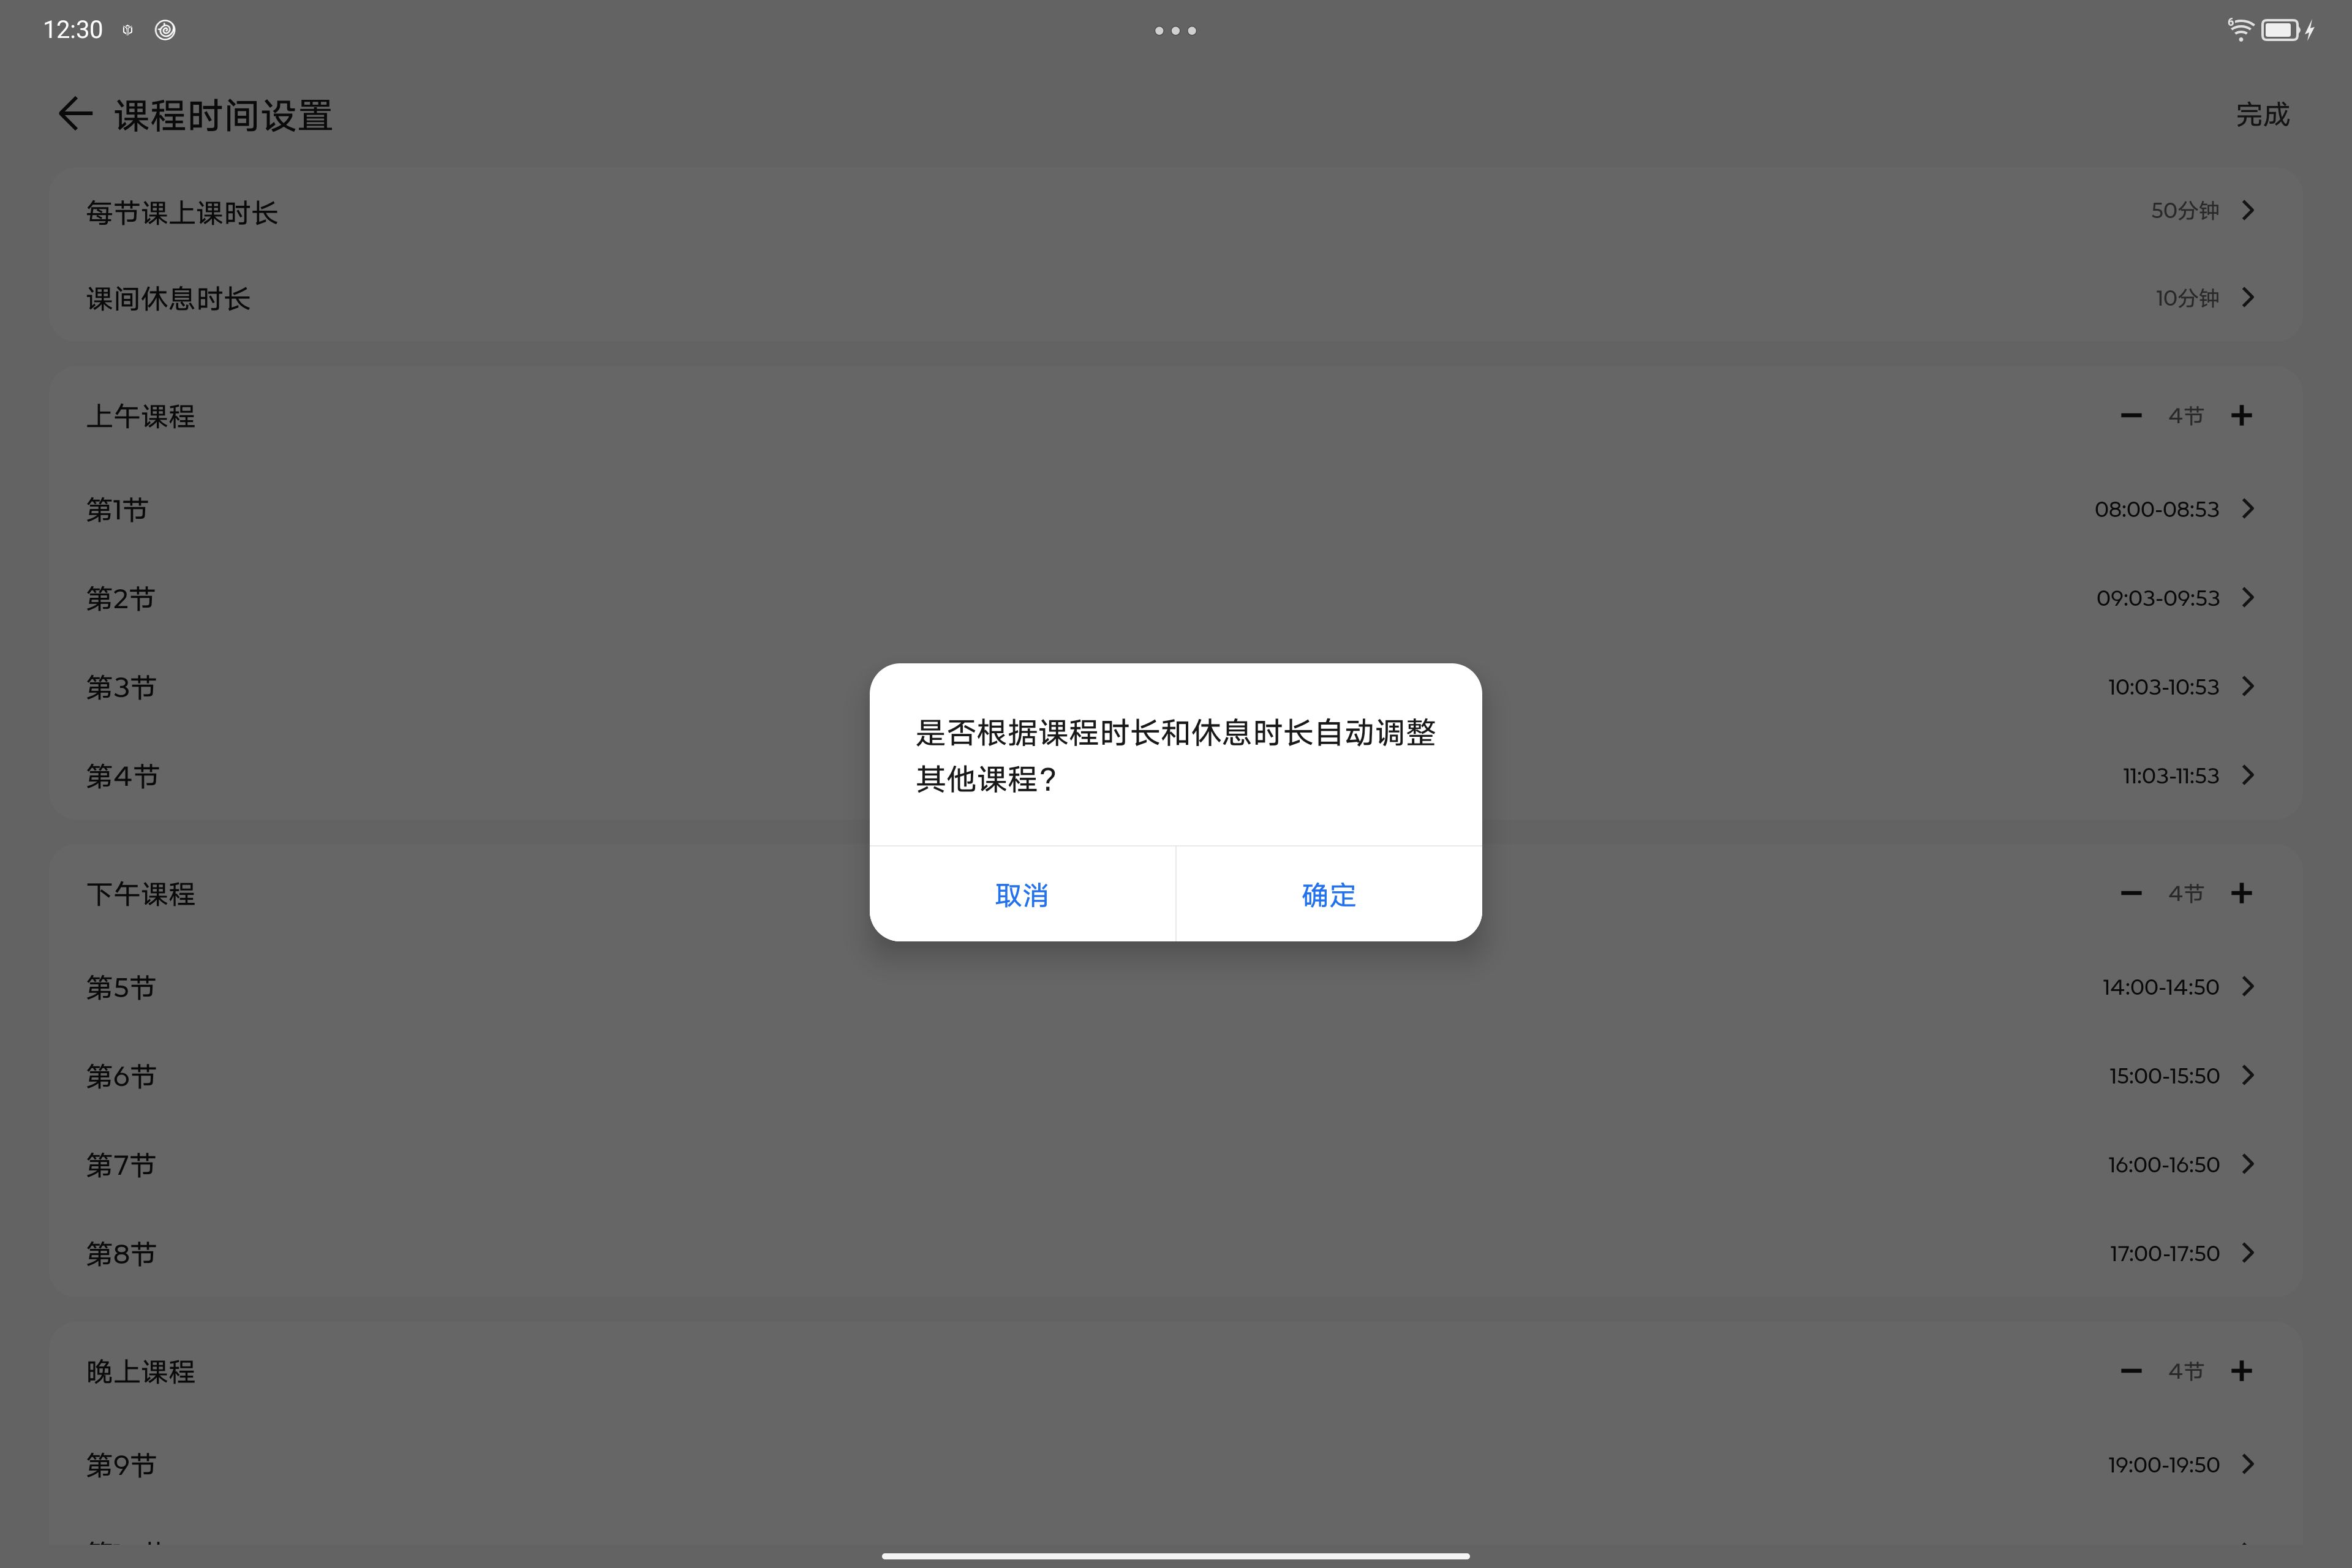 12:30
6
课程时间设置
完成
每节课上课时长
50分钟
课间休息时长
10分钟
上午课程
4节
第1节
08:00-08:53
第2节
09:03-09:53
第3节
10:03-10:53
第4节
11:03-11:53
是否根据课程时长和休息时长自动调整
其他课程?
取消
确定
下午课程
4节
第5节
14:00-14:50
第6节
15:00-15:50
第7节
16:00-16:50
第8节
17:00-17:50
晚上课程
4节
第9节
19:00-19:50